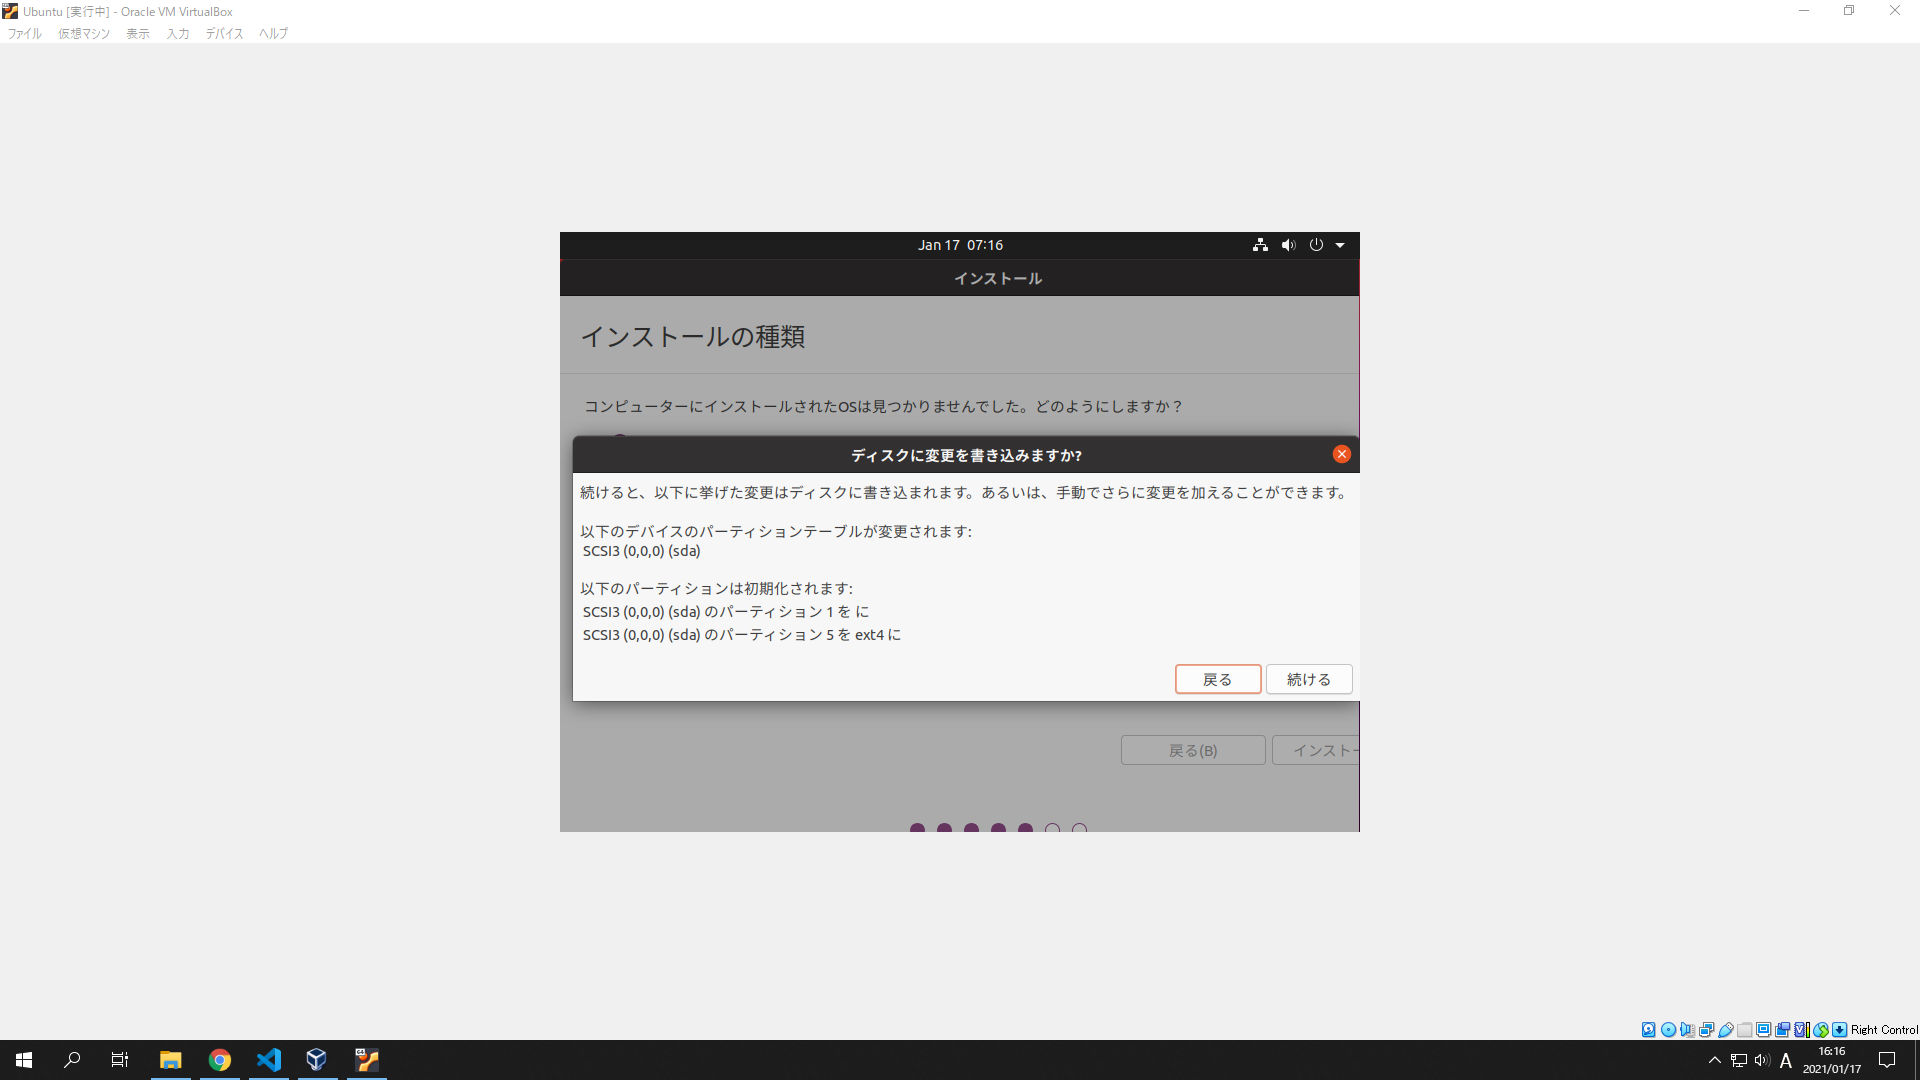 Ubuntu [実行中] - Oracle VM VirtualBox
ファイル 仮想マシン 表示 入力 デバイス ヘルプ
Jan 17 07:16
インストール
インストールの種類
コンピューターにインストールされたOSは見つかりませんでした。どのようにしますか？
ディスクに変更を書き込みますか?
続けると、以下に挙げた変更はディスクに書き込まれます。あるいは、手動でさらに変更を加えることができます。
以下のデバイスのパーティションテーブルが変更されます:
SCSI3 (0,0,0) (sda)
以下のパーティションは初期化されます:
SCSI3 (0,0,0) (sda) のパーティション 1 を に
SCSI3 (0,0,0) (sda) のパーティション 5 を ext4 に
戻る 続ける
戻る(B) インストー
Right Control
A
16:16
2021/01/17